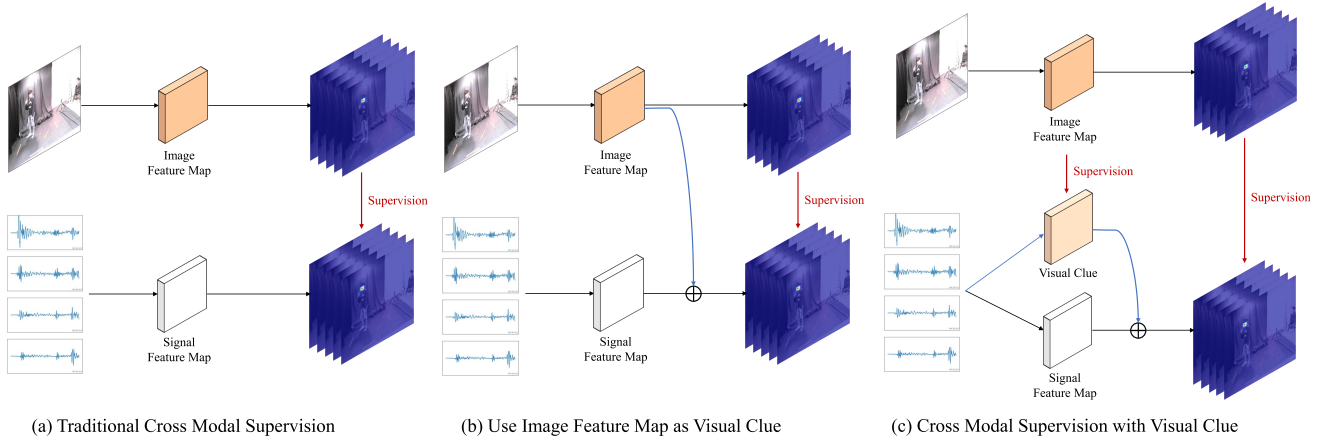 Image
Feature Map
Supervision
Signal
Feature Map
(a) Traditional Cross Modal Supervision
Image
Feature Map
Supervision
Signal
Feature Map
(b) Use Image Feature Map as Visual Clue
Image
Feature Map
Supervision
Supervision
Visual Clue
Signal
Feature Map
(c) Cross Modal Supervision with Visual Clue